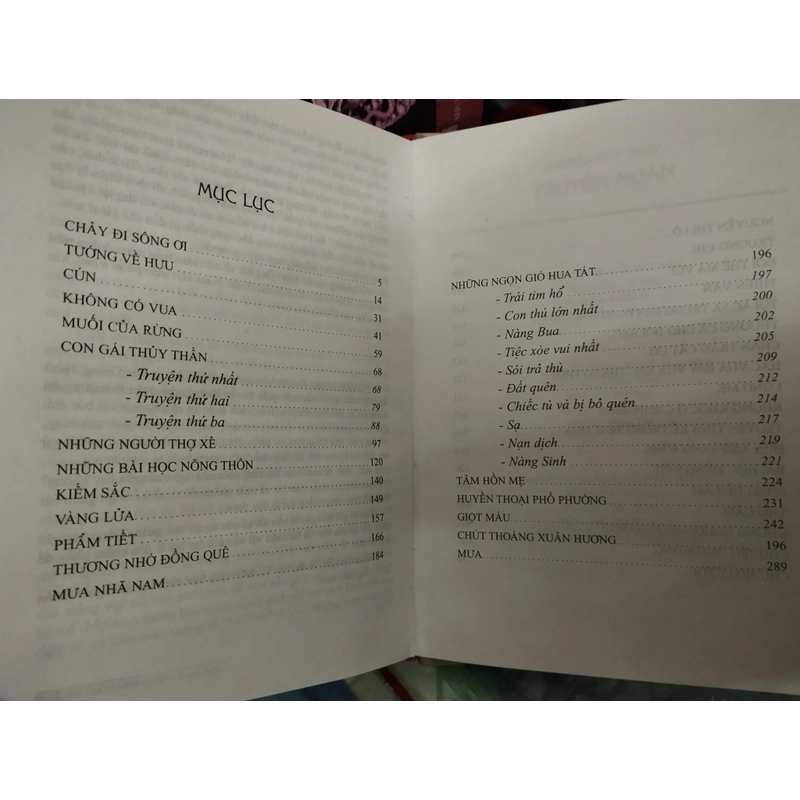 MỤC LỤC
CHẢY ĐI SÔNG ƠI 5
TƯỚNG VỀ HƯU 14
CÚN 31
KHÔNG CÓ VUA 41
MUỐI CỦA RỪNG 59
CON GÁI THỦY THẦN 68
- Truyện thứ nhất 68
- Truyện thứ hai 79
- Truyện thứ ba 88
NHỮNG NGƯỜI THỢ XẺ 97
NHỮNG BÀI HỌC NÔNG THÔN 120
KIẾM SẮC 140
VÀNG LỬA 149
PHẨM TIẾT 157
THƯƠNG NHỚ ĐỒNG QUÊ 166
MƯA NHÃ NAM 184
NHỮNG NGỌN GIÓ HUA TÁT 196
- Trái tim hổ 197
- Con thú lớn nhất 200
- Nàng Bua 202
- Tiệc xòe vui nhất 205
- Sói trả thù 209
- Đất quên 212
- Chiếc tù và bị bỏ quên 214
- Sạ 217
- Nạn dịch 219
- Nàng Sinh 221
TÂM HỒN MẸ 224
HUYỀN THOẠI PHỐ PHƯỜNG 231
GIỌT MÁU 242
CHÚT THOÁNG XUÂN HƯƠNG 196
MƯA 289